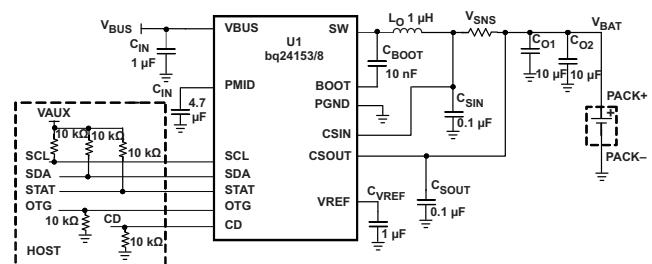 VBUS
CIN
1 µF
VBUS
U1
bq24153/8
SW
LO 1 µH
VSNS
VBAT
CBOOT
10 nF
CO1
10 µF
CO2
10 µF
CIN
4.7
µF
PMID
BOOT
PGND
CSIN
CSIN
0.1 µF
PACK+
+
PACK–
VAUX
10 kΩ
10 kΩ
10 kΩ
SCL
SCL
CSOUT
SDA
SDA
STAT
STAT
OTG
OTG
VREF
CVREF
1 µF
CSOUT
0.1 µF
10 kΩ
CD
CD
10 kΩ
HOST